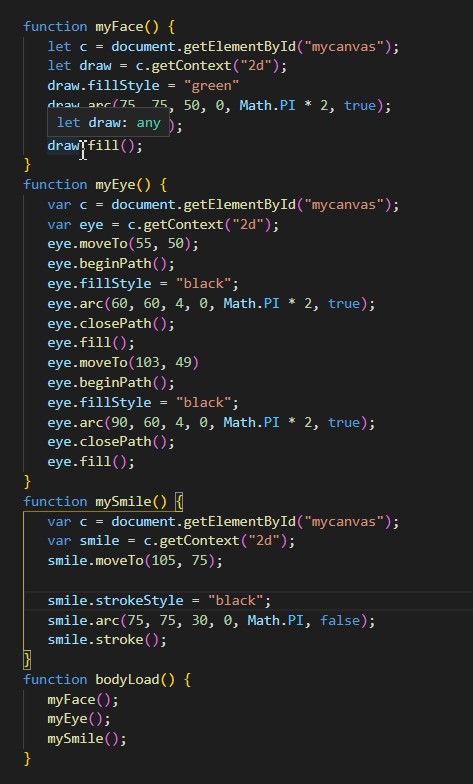 function myFace() {
let c = document.getElementById("mycanvas");
let draw = c.getContext("2d");
draw.fillStyle = "green"
draw.arc(75, 75, 50, 0, Math.PI * 2, true);
let draw: any
);
draw.fill();
}
function myEye() {
var c = document.getElementById("mycanvas");
var eye = c.getContext("2d");
eye.moveTo(55, 50);
eye.beginPath();
eye.fillStyle = "black";
eye.arc(60, 60, 4, 0, Math.PI * 2, true);
eye.closePath();
eye.fill();
eye.moveTo(103, 49)
eye.beginPath();
eye.fillStyle = "black";
eye.arc(90, 60, 4, 0, Math.PI * 2, true);
eye.closePath();
eye.fill();
}
function mySmile() {
var c = document.getElementById("mycanvas");
var smile = c.getContext("2d");
smile.moveTo(105, 75);
smile.strokeStyle = "black";
smile.arc(75, 75, 30, 0, Math.PI, false);
smile.stroke();
}
function bodyLoad() {
myFace();
myEye();
mySmile();
}